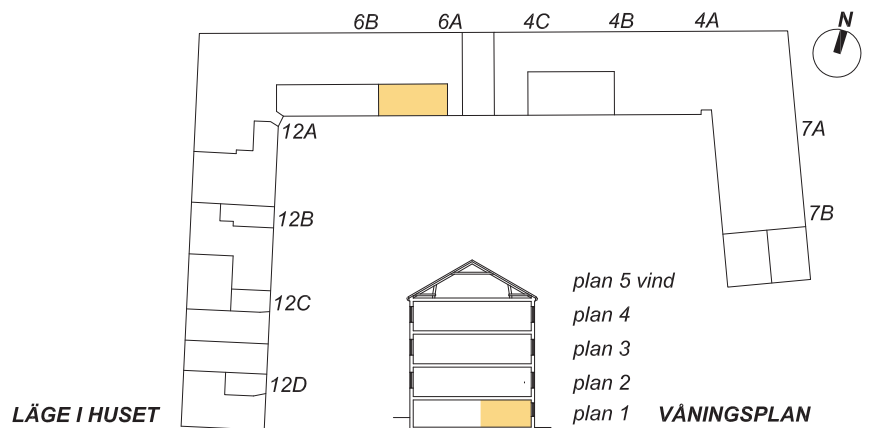 6B 6A 4C 4B 4A N
12A 7A
12B 7B
plan 5 vind
12C plan 4
plan 3
12D plan 2
LÄGE I HUSET plan 1 VÅNINGSPLAN